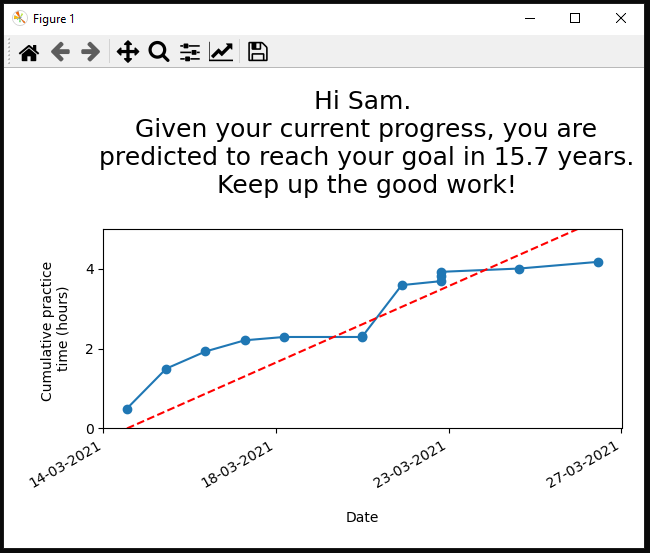 Figure 1
Hi Sam.
Given your current progress, you are
predicted to reach your goal in 15.7 years.
Keep up the good work!
Cumulative practice
time (hours)
4
2
0
14-03-2021
18-03-2021
23-03-2021
27-03-2021
Date